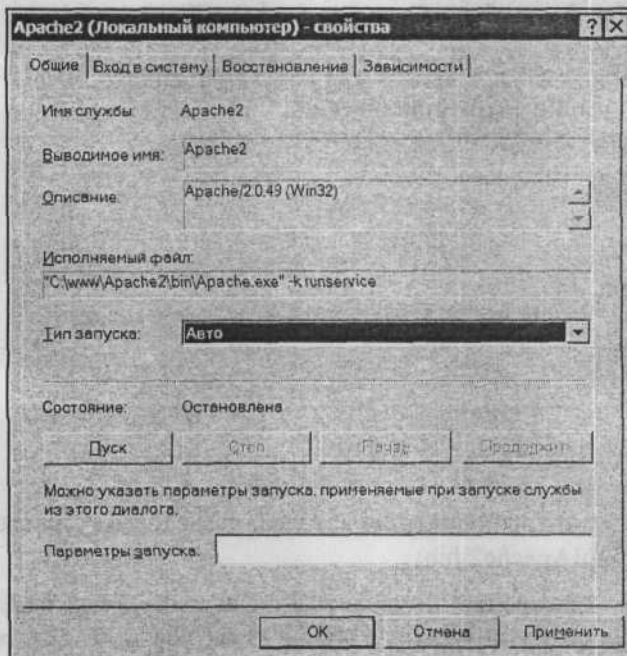 Apache2 (Локальный компьютер) - свойства
Общие Вход в систему Восстановление Зависимости
Имя службы: Apache2
Выводимое имя: Apache2
Описание: Apache/2.0.49 (Win32)
Исполняемый файл:
"C:\www\Apache2\bin\Apache.exe" -k runservice
Тип запуска: Авто
Состояние: Остановлена
Пуск Стоп Пауза Продолжить
Можно указать параметры запуска, применяемые при запуске службы
из этого диалога.
Параметры запуска:
OK Отмена Применить